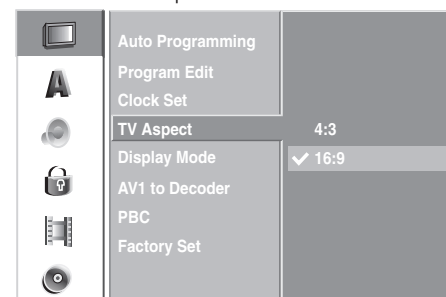 Auto Programming
Program Edit
Clock Set
TV Aspect
4:3
Display Mode
✔ 16:9
AV1 to Decoder
PBC
Factory Set